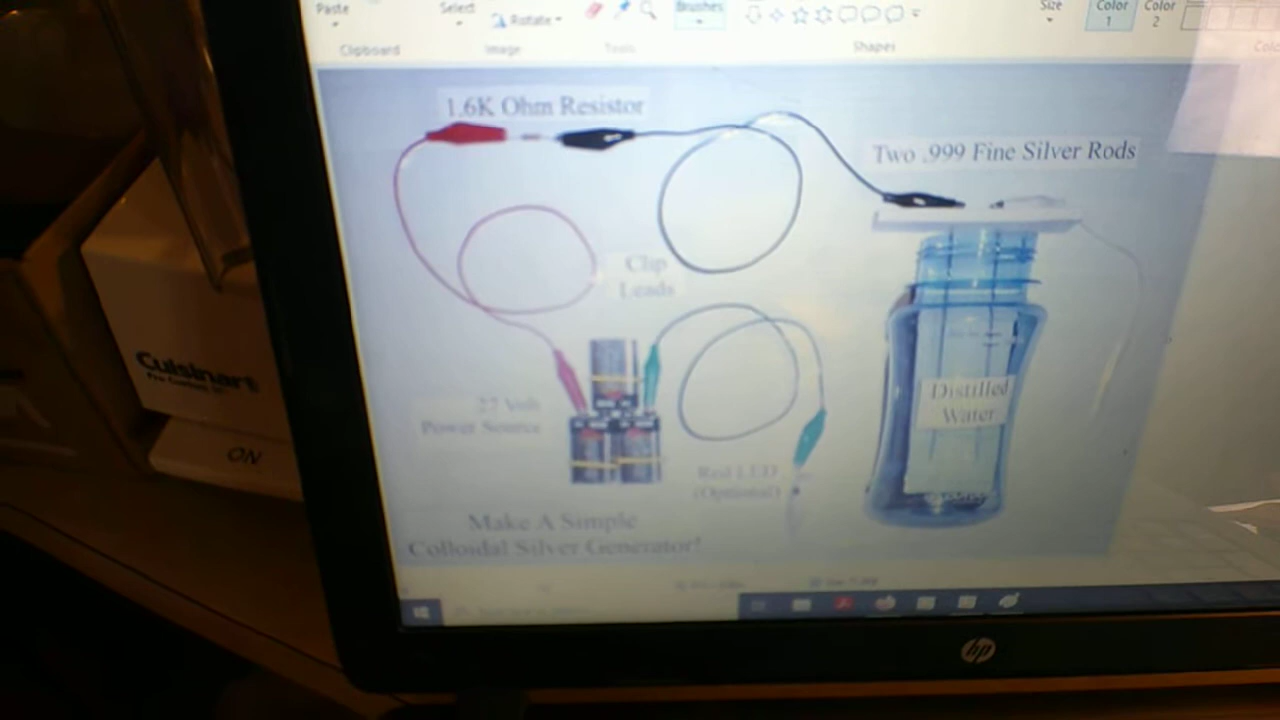 Paste
Select
Rotate
Brushes
Size
Color
1
Color
2
Clipboard
Image
Tools
Shapes
1.6K Ohm Resistor
Two .999 Fine Silver Rods
Clip
Leads
Distilled
Water
27 Volt
Power Source
Red LED
(Optional)
Make A Simple
Colloidal Silver Generator!
Cuisinart
ON
hp